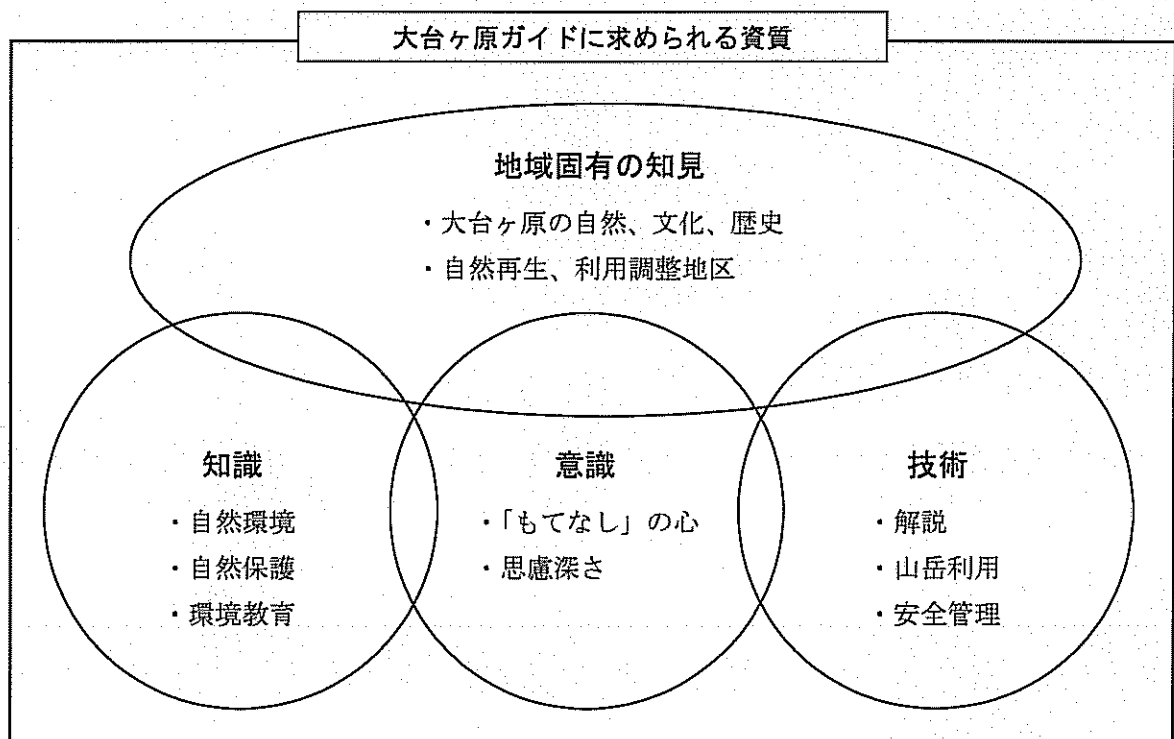 大台ヶ原ガイドに求められる資質
地域固有の知見
・大台ヶ原の自然、文化、歴史
・自然再生、利用調整地区
知識
・自然環境
・自然保護
・環境教育
意識
・「もてなし」の心
・思慮深さ
技術
・解説
・山岳利用
・安全管理